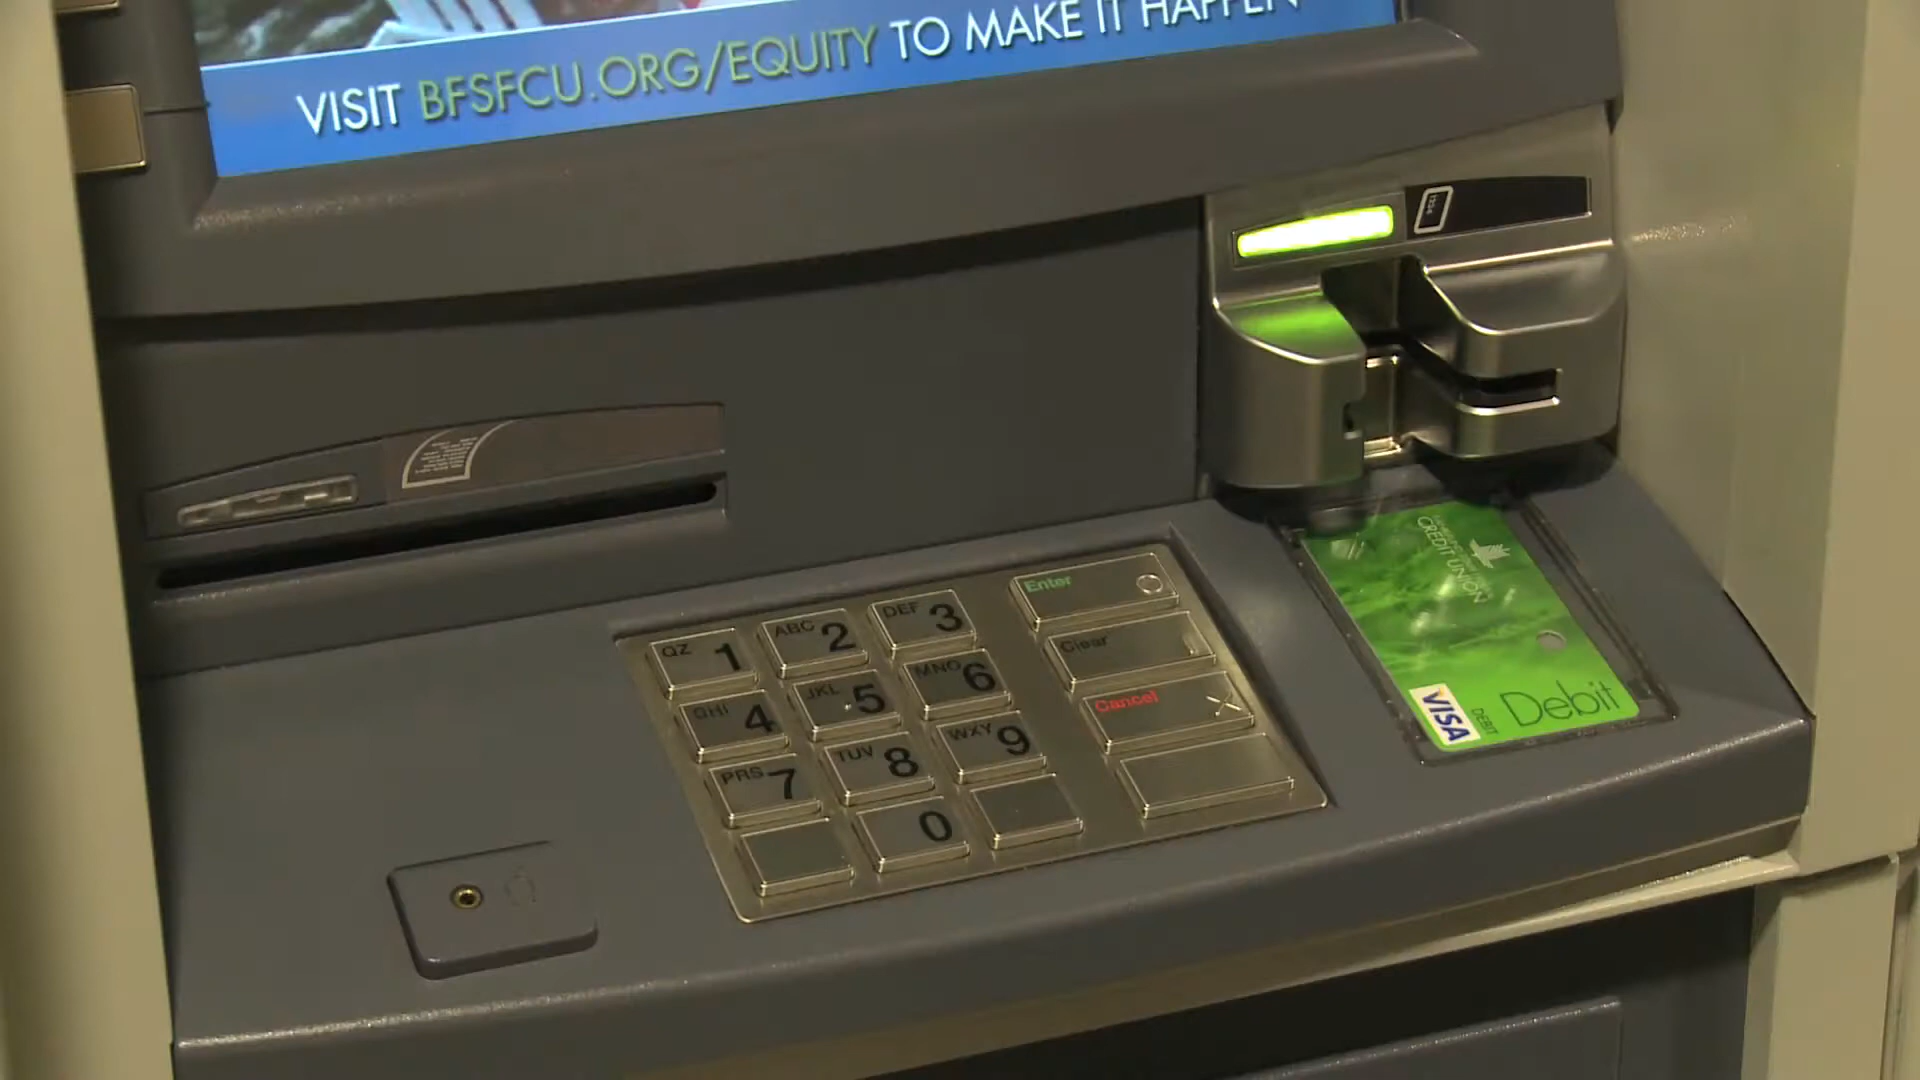 VISIT BFSFCU.ORG/EQUITY TO MAKE IT HAPPEN
QZ 1
ABC 2
DEF 3
Enter
GHI 4
JKL 5
MNO 6
Clear
PRS 7
TUV 8
WXY 9
Cancel
0
CREDIT UNION
VISA
DEBIT
Debit